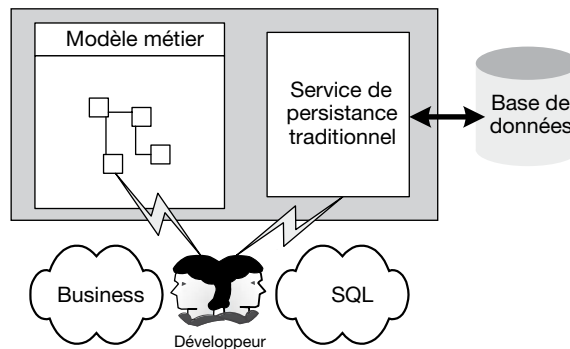 Modèle métier
Service de
persistance
traditionnel
Base de
données
Business
SQL
Développeur